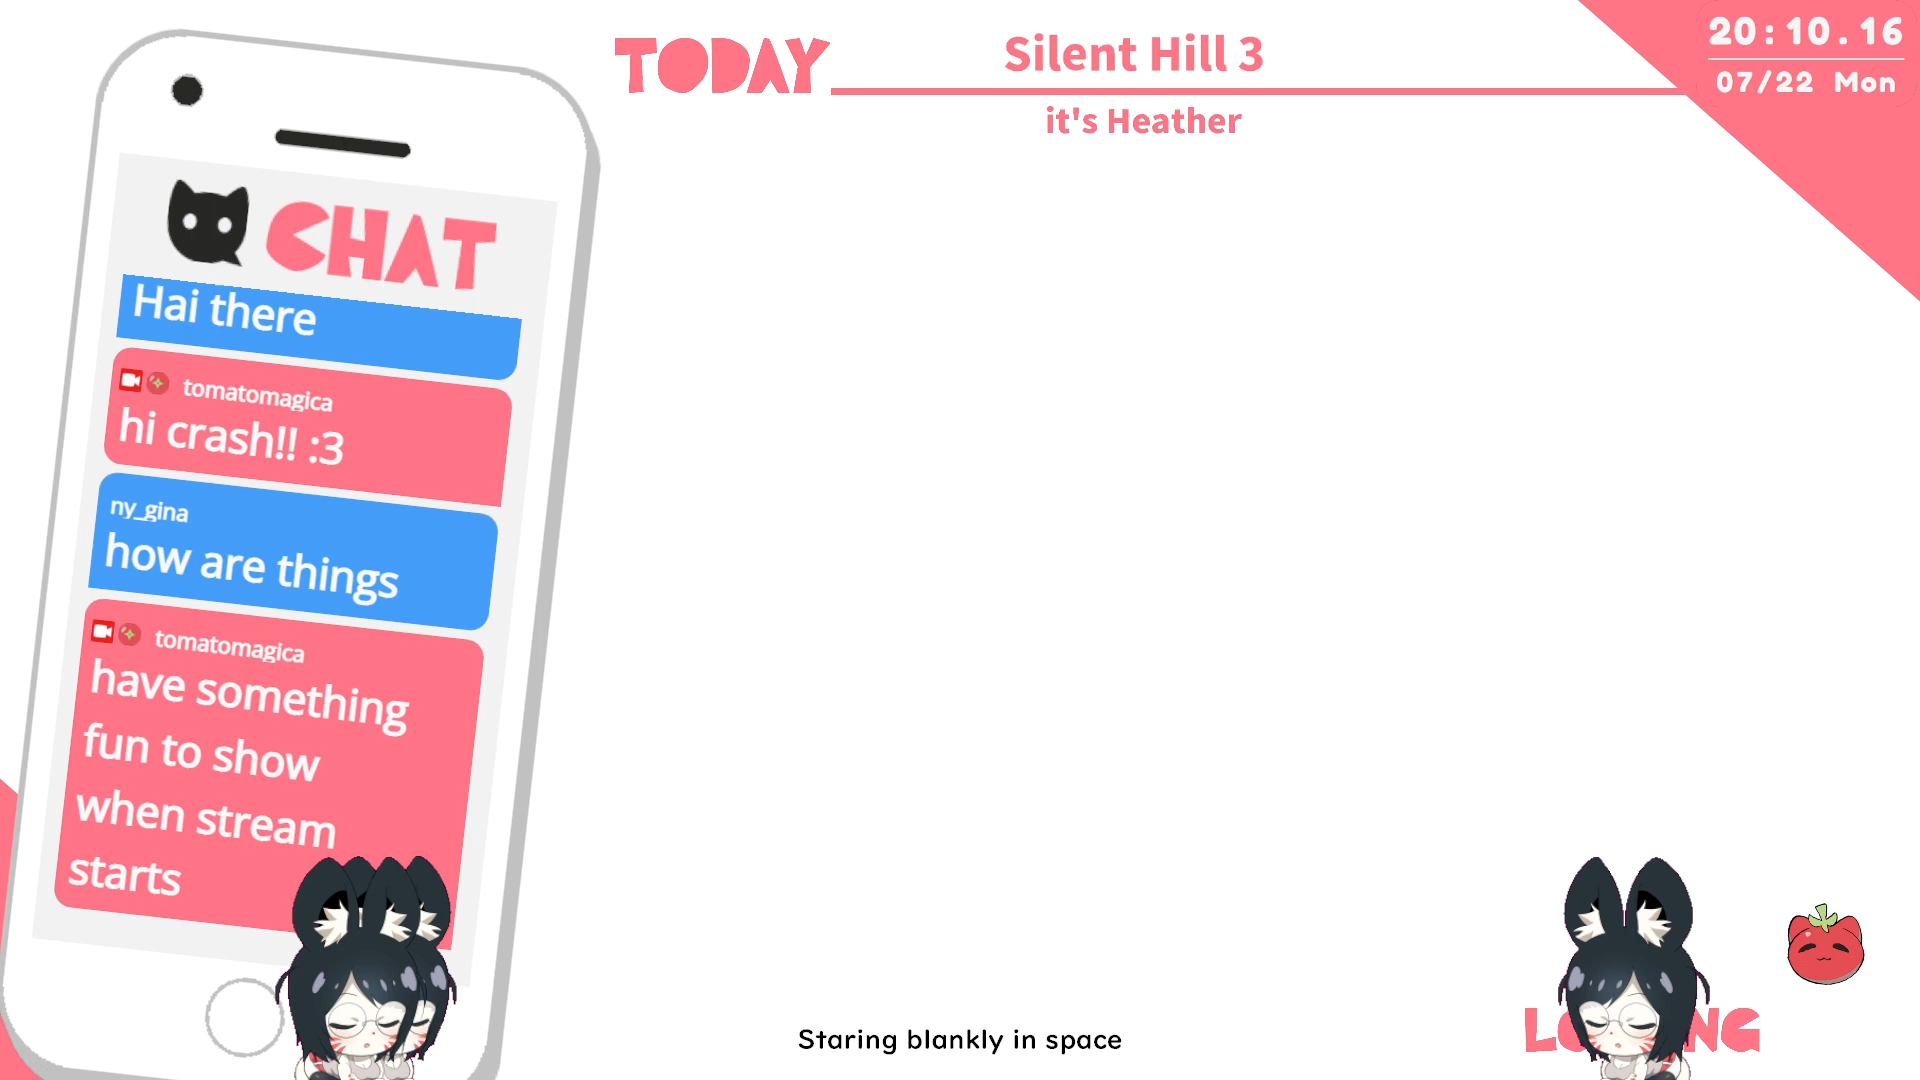 TODAY
Silent Hill 3
it's Heather
20:10.16
07/22 Mon
CHAT
Hai there
tomatomagica
hi crash!! :3
ny_gina
how are things
tomatomagica
have something
fun to show
when stream
starts
Staring blankly in space